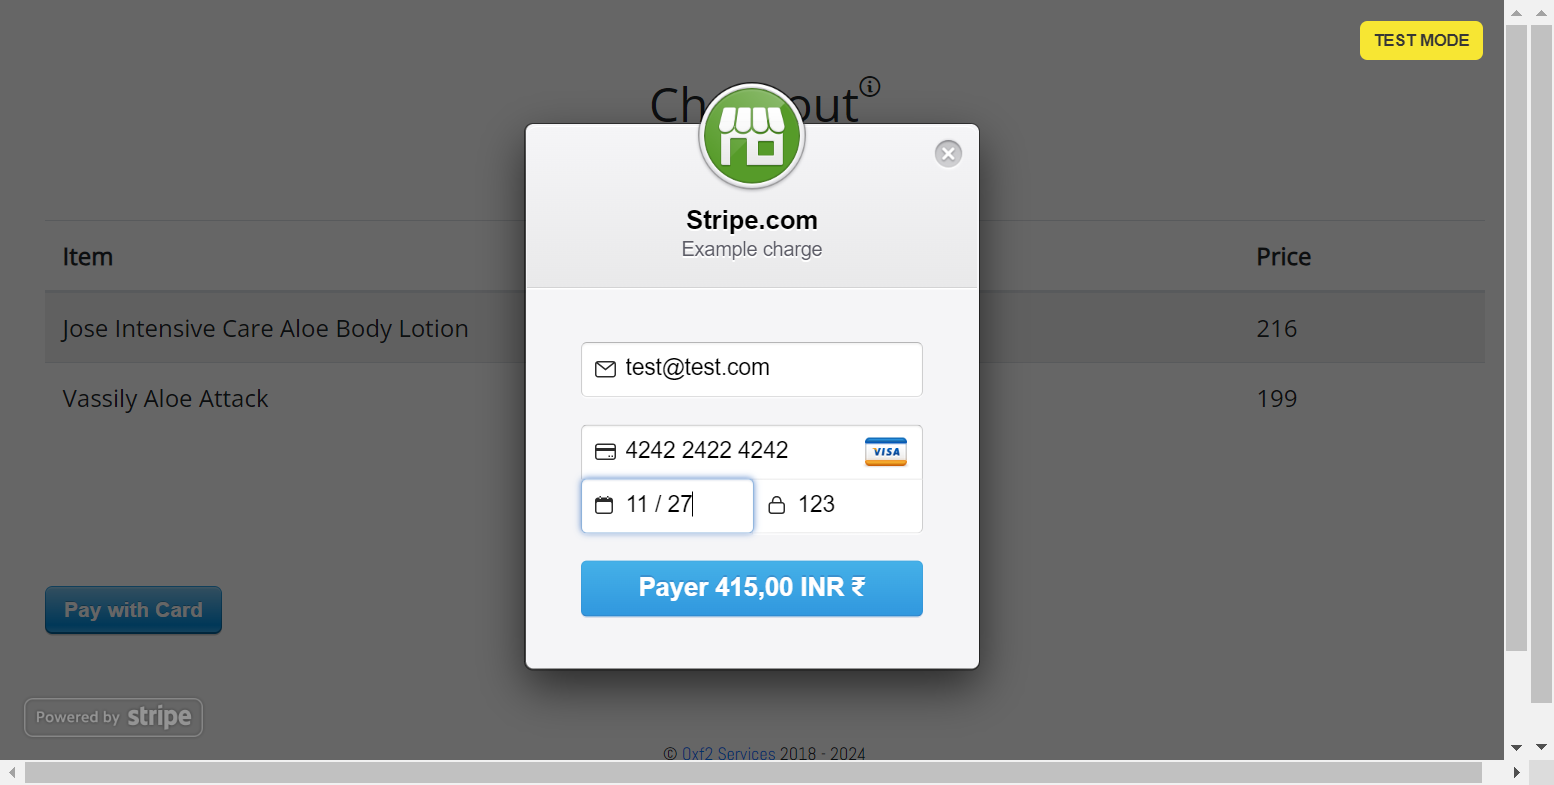 TEST MODE
Ch out
Stripe.com
Example charge
Item Price
Jose Intensive Care Aloe Body Lotion 216
Vassily Aloe Attack 199
test@test.com
4242 2422 4242 VISA
11 / 27 123
Payer 415,00 INR ₹
Pay with Card
Powered by stripe
© 0xf2 Services 2018 - 2024